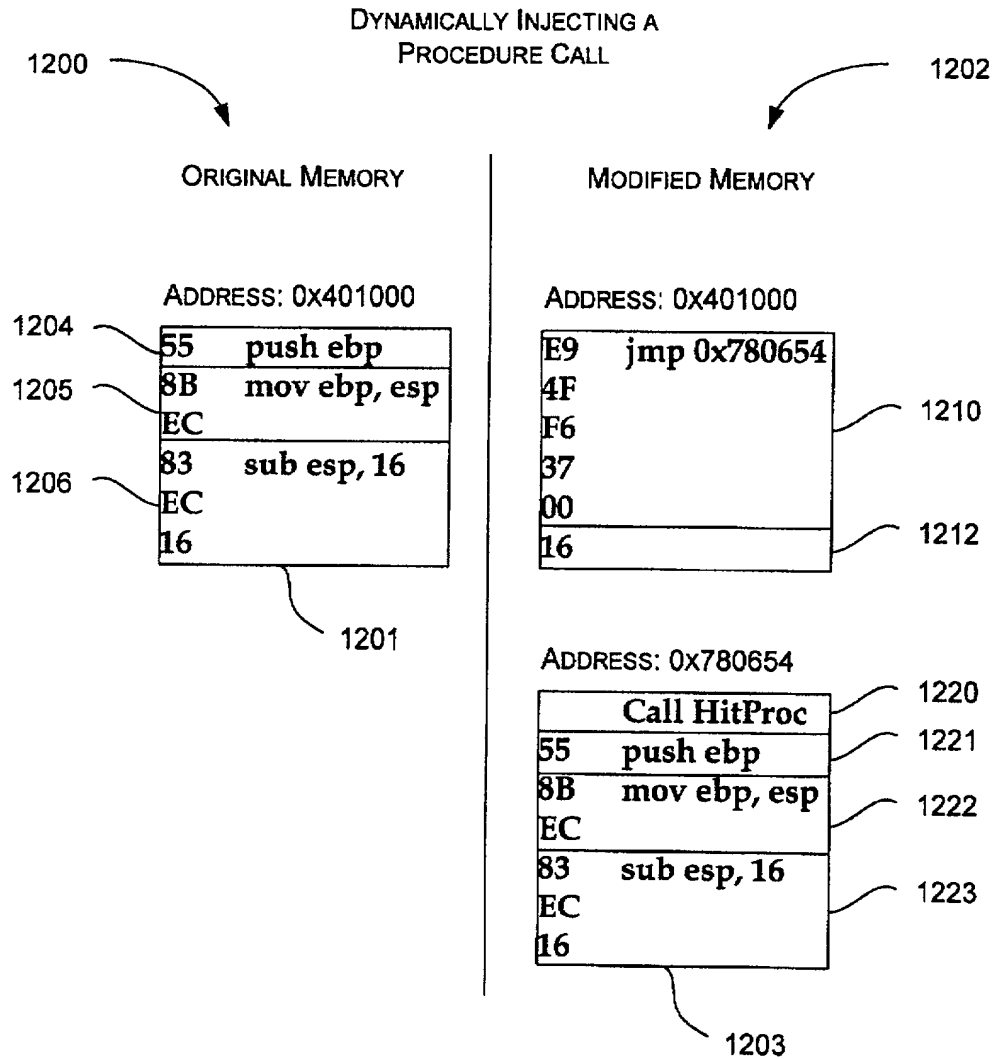 DYNAMICALLY INJECTING A
PROCEDURE CALL
1200
1202
ORIGINAL MEMORY
MODIFIED MEMORY
ADDRESS: 0X401000
1204
55 push ebp
1205
8B mov ebp, esp
EC
1206
83 sub esp, 16
EC
16
1201
ADDRESS: 0X401000
E9 jmp 0x780654
4F
F6
1210
37
00
16
1212
ADDRESS: 0X780654
1220
Call HitProc
1221
55 push ebp
8B mov ebp, esp
1222
EC
83 sub esp, 16
1223
EC
16
1203